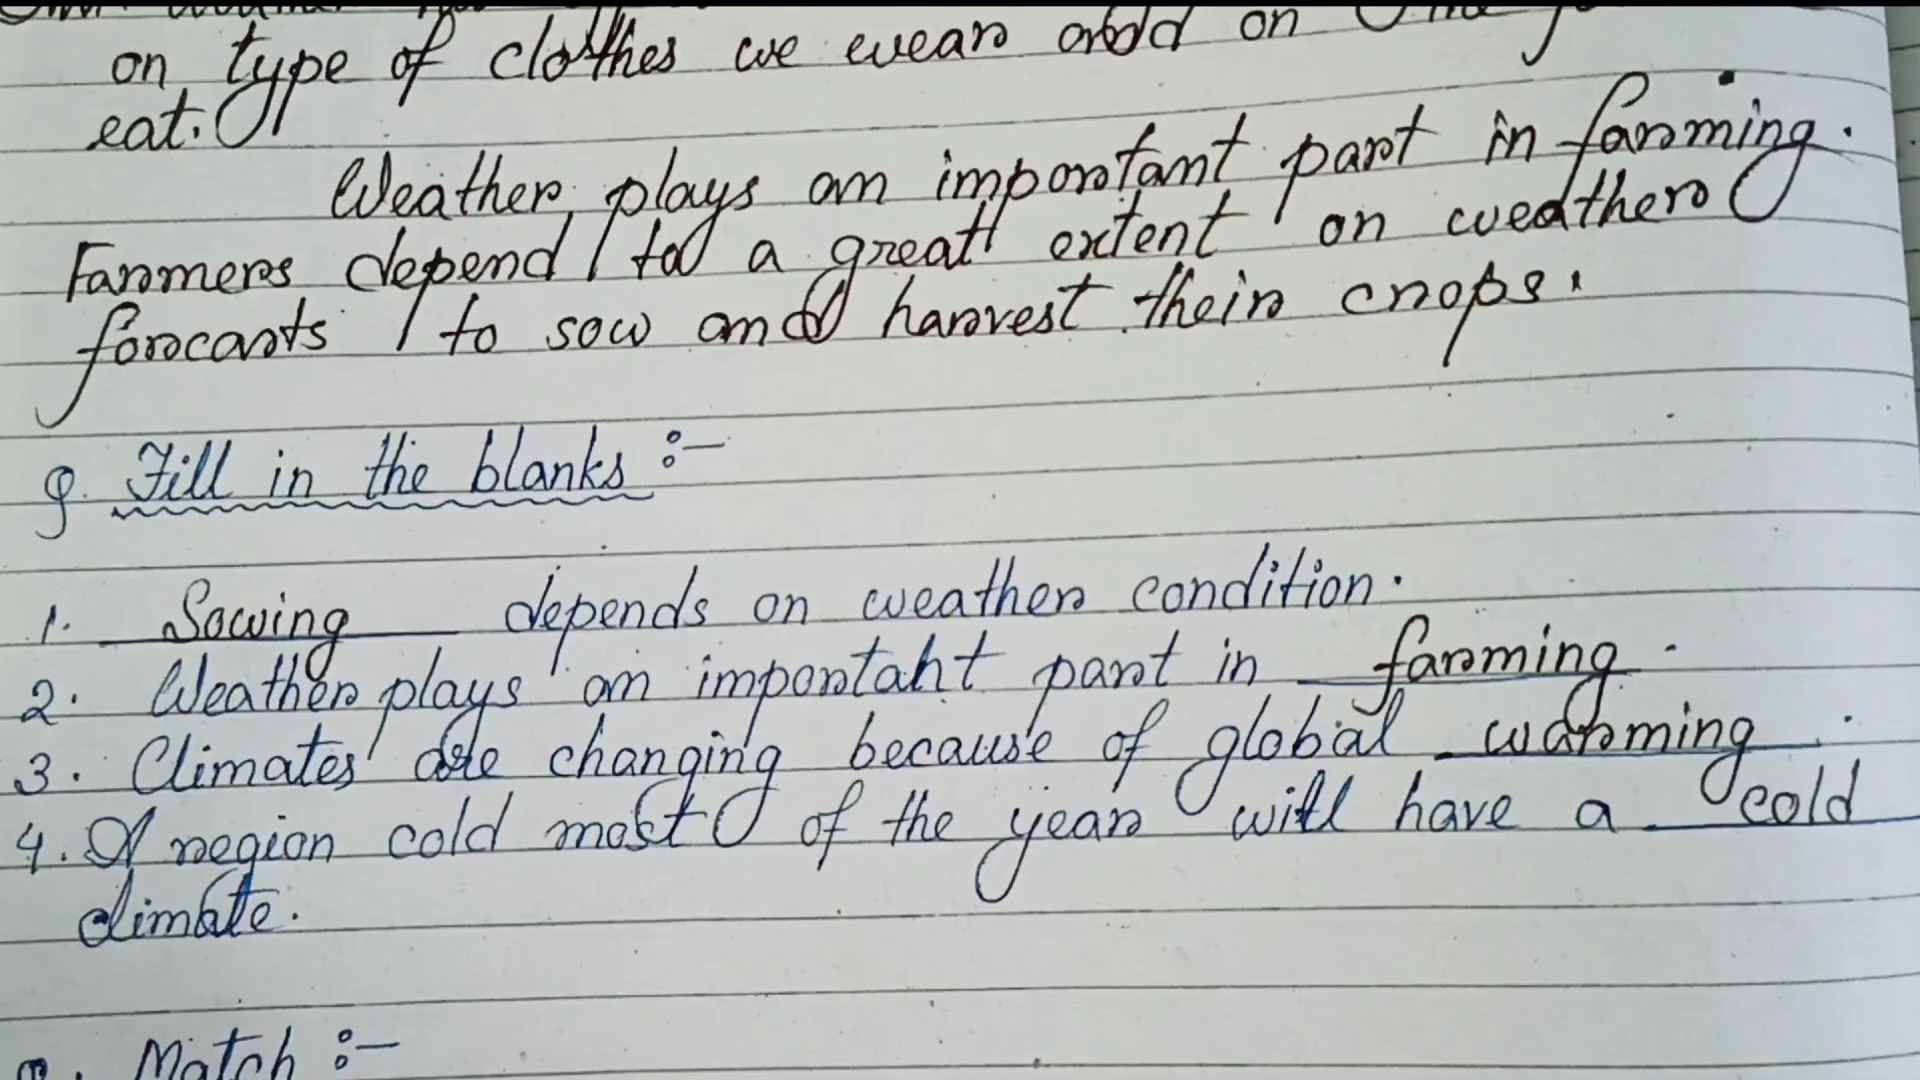 on type of clothes we wear and on
eat.
Weather plays an important part in farming.
Farmers depend to a great extent on weather
forcarts to sow and harvest their crops.
Q. Fill in the blanks :-
1. Sowing depends on weather condition.
2. Weather plays an important part in farming.
3. Climates are changing because of global warming.
4. A region cold most of the year will have a cold
climate.
Match :-